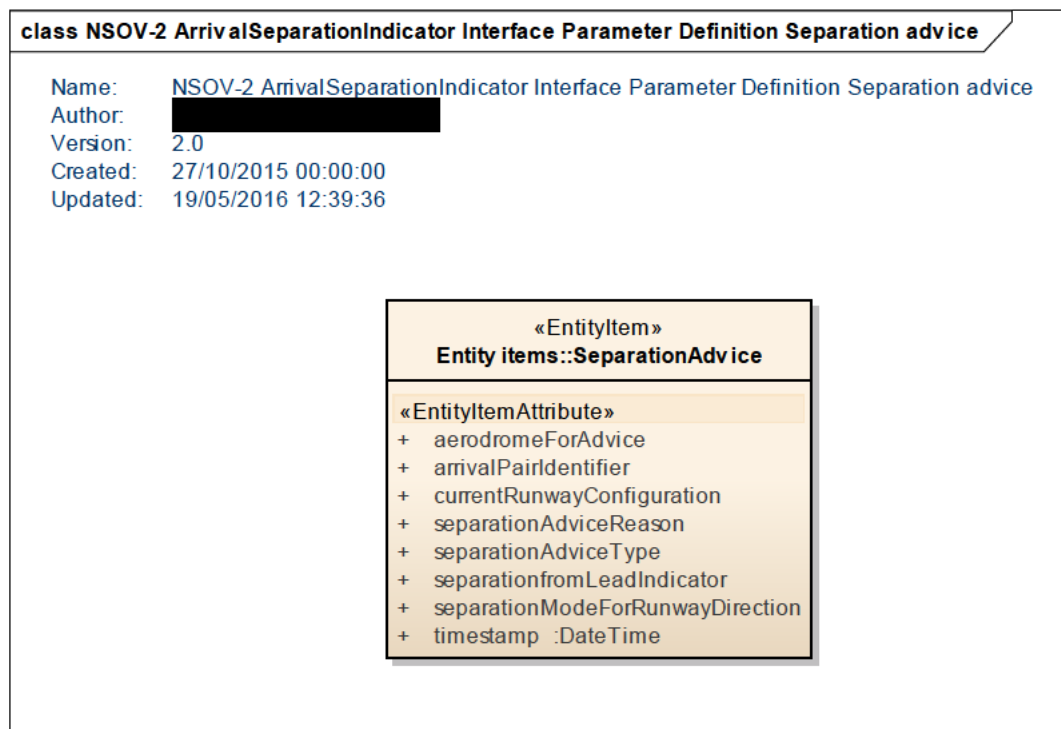 class NSOV-2 ArrivalSeparationIndicator Interface Parameter Definition Separation advice
Name: NSOV-2 ArrivalSeparationIndicator Interface Parameter Definition Separation advice
Author:
Version: 2.0
Created: 27/10/2015 00:00:00
Updated: 19/05/2016 12:39:36
«EntityItem»
Entity items::SeparationAdvice
«EntityItemAttribute»
+ aerodromeForAdvice
+ arrivalPairIdentifier
+ currentRunwayConfiguration
+ separationAdviceReason
+ separationAdviceType
+ separationfromLeadIndicator
+ separationModeForRunwayDirection
+ timestamp :DateTime